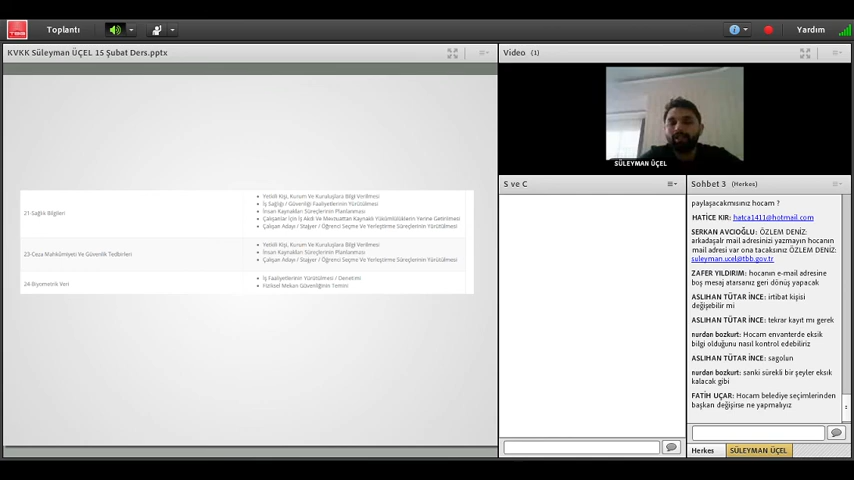 TBB
Toplantı
Yardım
KVKK Süleyman ÜÇEL 15 Şubat Ders.pptx
21-Sağlık Bilgileri
Yetkili Kişi, Kurum Ve Kuruluşlara Bilgi Verilmesi
İş Sağlığı / Güvenliği Faaliyetlerinin Yürütülmesi
İnsan Kaynakları Süreçlerinin Planlanması
Çalışanlar İçin İş Akdi Ve Mevzuattan Kaynaklı Yükümlülüklerin Yerine Getirilmesi
Çalışan Adayı / Stajyer / Öğrenci Seçme Ve Yerleştirme Süreçlerinin Yürütülmesi
23-Ceza Mahkûmiyeti Ve Güvenlik Tedbirleri
Yetkili Kişi, Kurum Ve Kuruluşlara Bilgi Verilmesi
İnsan Kaynakları Süreçlerinin Planlanması
Çalışan Adayı / Stajyer / Öğrenci Seçme Ve Yerleştirme Süreçlerinin Yürütülmesi
24-Biyometrik Veri
İş Faaliyetlerinin Yürütülmesi / Denetimi
Fiziksel Mekan Güvenliğinin Temini
Video (1)
SÜLEYMAN ÜÇEL
S ve C
Sohbet 3 (Herkes)
paylaşacakmısınız hocam ?
HATİCE KIR: hatca1411@hotmail.com
SERKAN AVCIOĞLU: ÖZLEM DENİZ:
arkadaşalr mail adresinizi yazmayın hocanın
mail adresi var ona tacaksınız ÖZLEM DENİZ:
suleyman.ucel@tbb.gov.tr
ZAFER YILDIRIM: hocanın e-mail adresine
boş mesaj atarsanız geri dönüş yapacak
ASLIHAN TÜTAR İNCE: irtibat kişisi
değişebilir mi
ASLIHAN TÜTAR İNCE: tekrar kayıt mı gerek
nurdan bozkurt: Hocam envanterde eksik
bilgi olduğunu nasıl kontrol edebiliriz
ASLIHAN TÜTAR İNCE: sagolun
nurdan bozkurt: sanki sürekli bir şeyler eksık
kalacak gibi
FATİH UÇAR: Hocam belediye seçimlerinden
başkan değişirse ne yapmalıyız
Herkes
SÜLEYMAN ÜÇEL